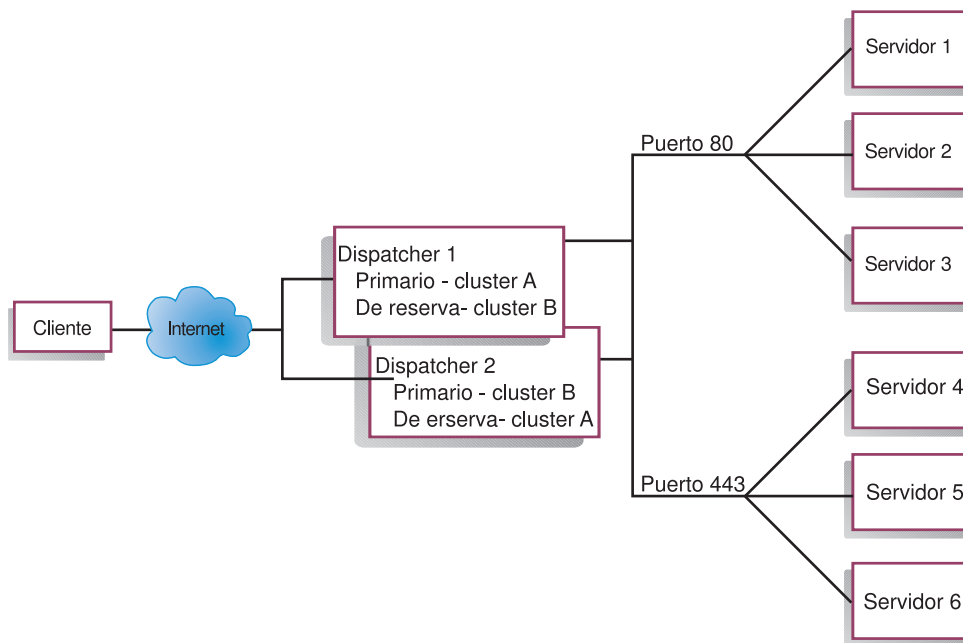 Cliente
Internet
Dispatcher 1
Primario - cluster A
De reserva- cluster B
Dispatcher 2
Primario - cluster B
De erserva- cluster A
Puerto 80
Servidor 1
Servidor 2
Servidor 3
Puerto 443
Servidor 4
Servidor 5
Servidor 6